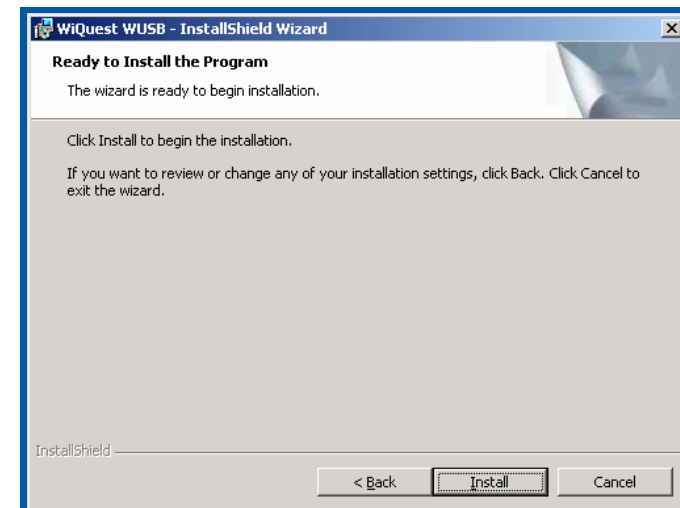 WiQuest WUSB - InstallShield Wizard
Ready to Install the Program
The wizard is ready to begin installation.
Click Install to begin the installation.
If you want to review or change any of your installation settings, click Back. Click Cancel to
exit the wizard.
InstallShield
< Back Install Cancel